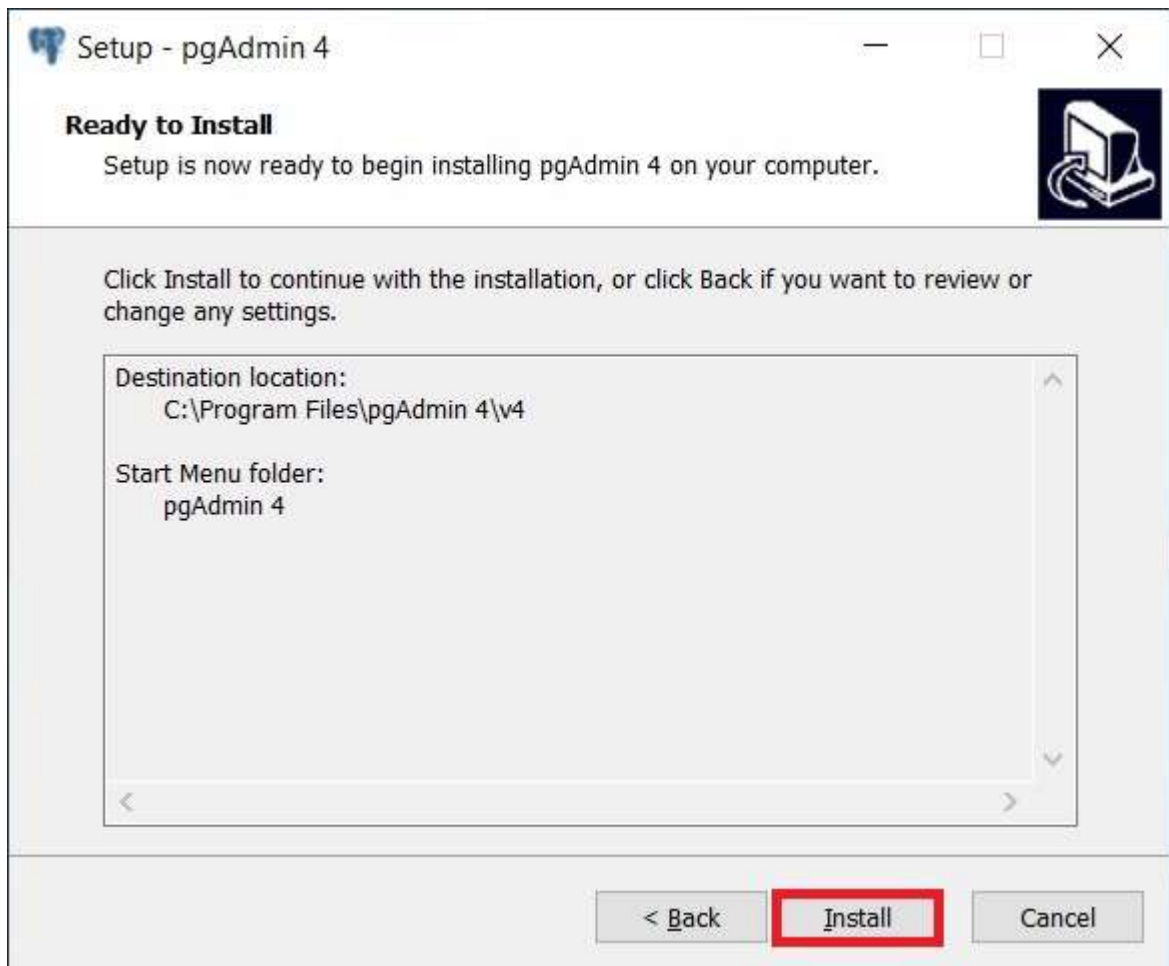 Setup - pgAdmin 4
Ready to Install
Setup is now ready to begin installing pgAdmin 4 on your computer.
Click Install to continue with the installation, or click Back if you want to review or
change any settings.
Destination location:
C:\Program Files\pgAdmin 4\v4
Start Menu folder:
pgAdmin 4
< Back
Install
Cancel